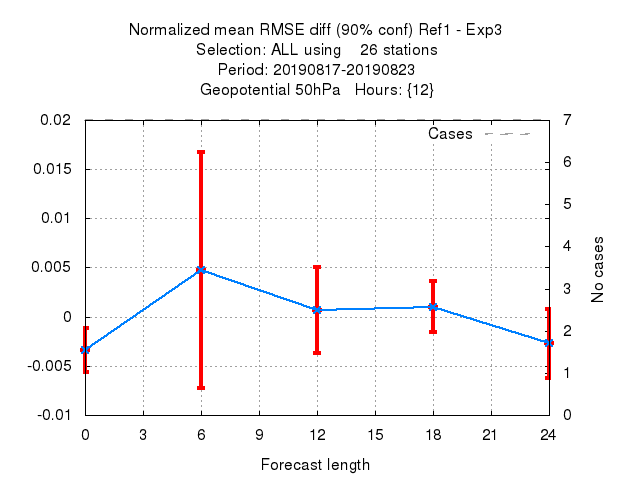 Normalized mean RMSE diff (90% conf) Ref1 - Exp3
Selection: ALL using    26 stations
Period: 20190817-20190823
Geopotential 50hPa   Hours: {12}
Cases
0.02
0.015
0.01
0.005
0
-0.005
-0.01
7
6
5
4
3
2
1
0
No cases
0 3 6 9 12 15 18 21 24
Forecast length